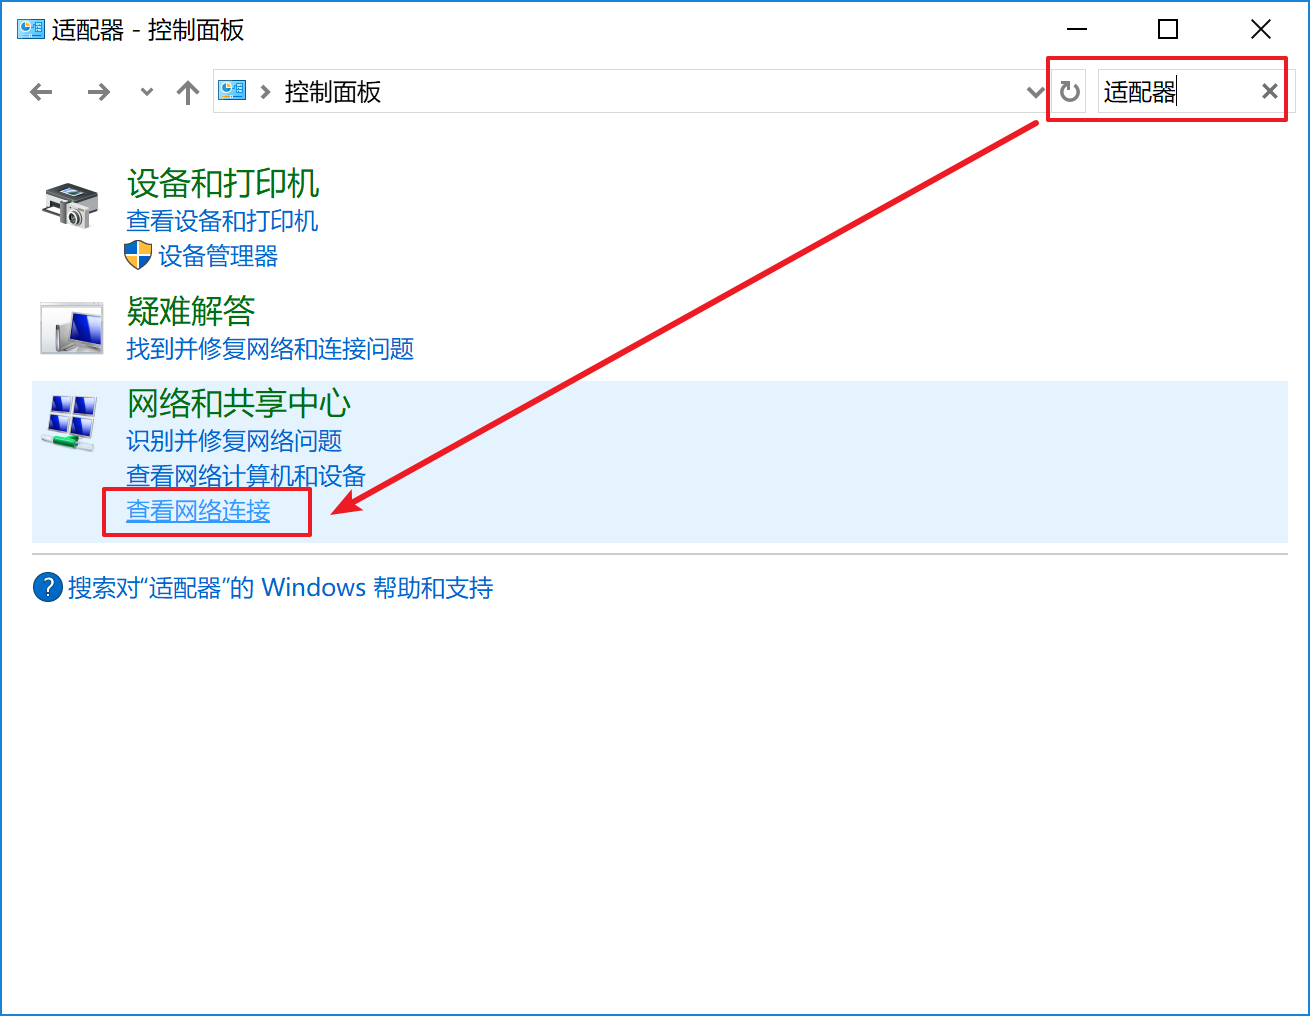 适配器 - 控制面板
控制面板
适配器
设备和打印机
查看设备和打印机
设备管理器
疑难解答
找到并修复网络和连接问题
网络和共享中心
识别并修复网络问题
查看网络计算机和设备
查看网络连接
?
搜索对“适配器”的 Windows 帮助和支持